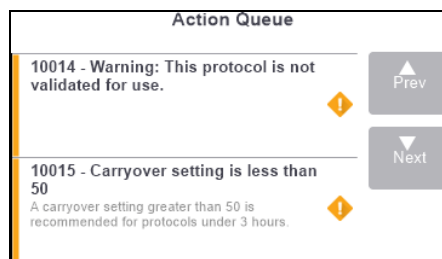 Action Queue
10014 - Warning: This protocol is not
validated for use.
Prev
10015 - Carryover setting is less than
50
A carryover setting greater than 50 is
recommended for protocols under 3 hours.
Next